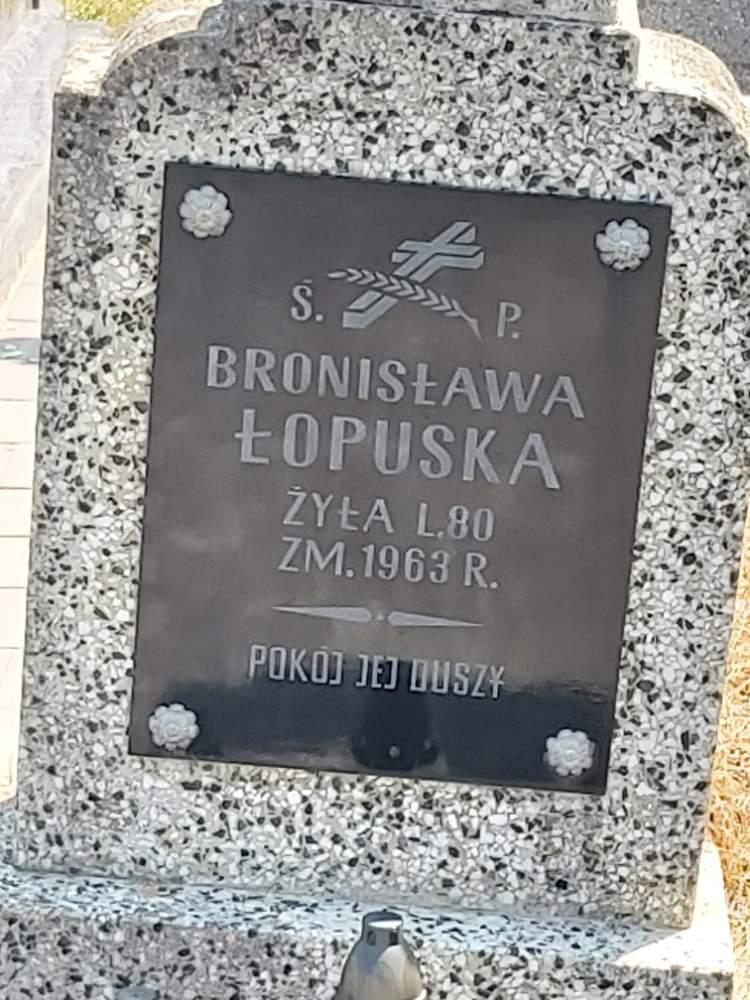 Ś. P.
BRONISŁAWA
ŁOPUSKA
ŻYŁA L.80
ZM.1963 R.
POKÓJ JEJ DUSZY